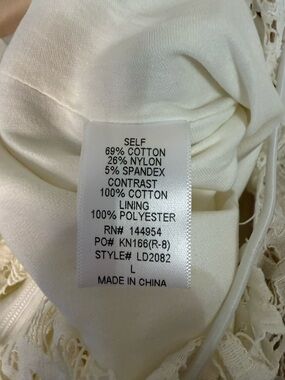 SELF
69% COTTON
26% NYLON
5% SPANDEX
CONTRAST
100% COTTON
LINING
100% POLYESTER
RN# 144954
PO# KN166(R-8)
STYLE# LD2082
L
MADE IN CHINA